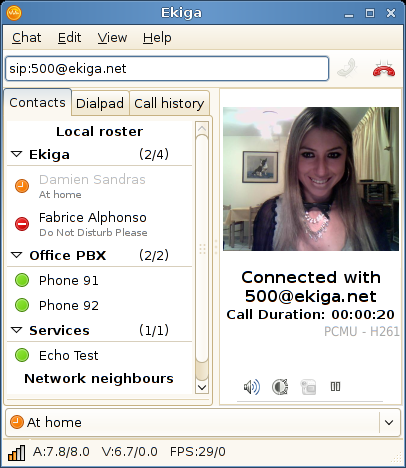 Ekiga
Chat Edit View Help
sip:500@ekiga.net
Contacts Dialpad Call history
Local roster
Ekiga (2/4)
Damien Sandras
At home
Fabrice Alphonso
Do Not Disturb Please
Office PBX (2/2)
Phone 91
Phone 92
Services (1/1)
Echo Test
Network neighbours
Connected with
500@ekiga.net
Call Duration: 00:00:20
PCMU - H261
At home
A:7.8/8.0 V:6.7/0.0 FPS:29/0